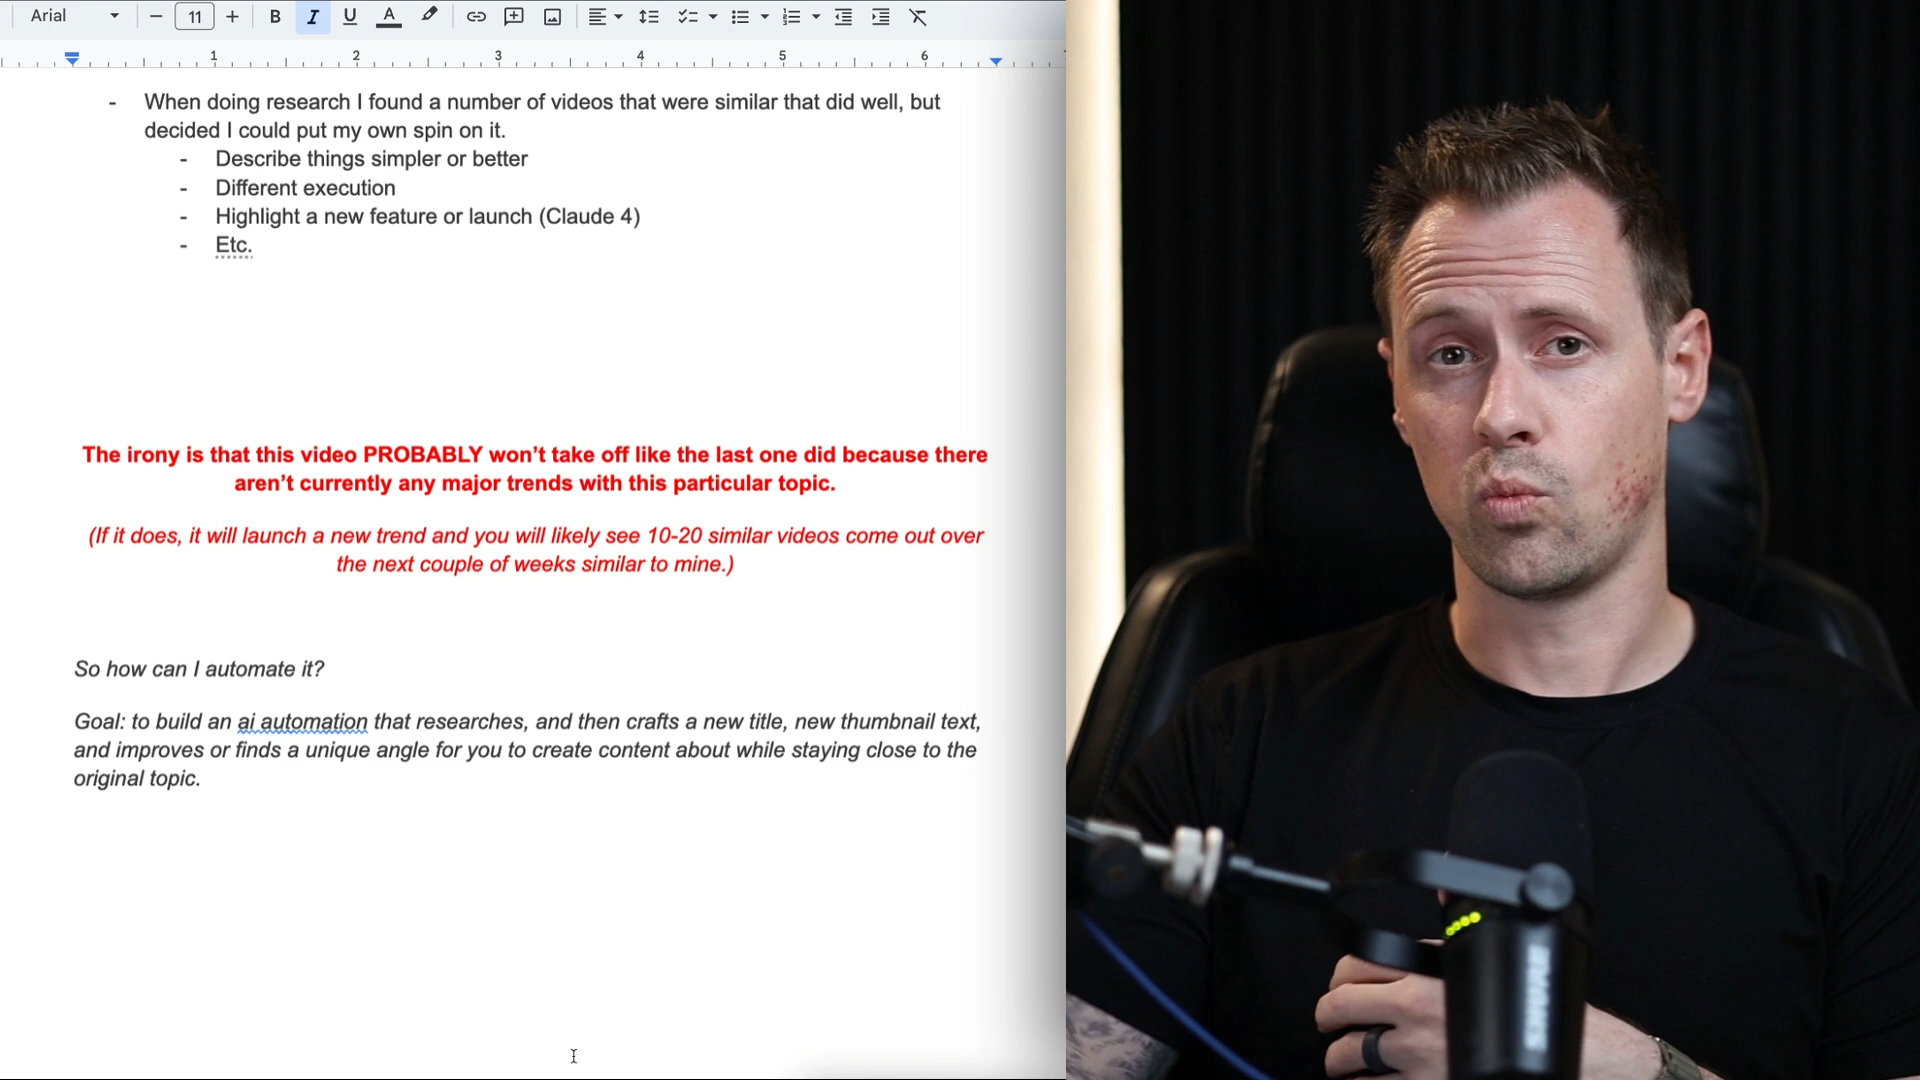 Arial
11
B
I
U
A
1
2
3
4
5
6
- When doing research I found a number of videos that were similar that did well, but
decided I could put my own spin on it.
- Describe things simpler or better
- Different execution
- Highlight a new feature or launch (Claude 4)
- Etc.
The irony is that this video PROBABLY won’t take off like the last one did because there
aren’t currently any major trends with this particular topic.
(If it does, it will launch a new trend and you will likely see 10-20 similar videos come out over
the next couple of weeks similar to mine.)
So how can I automate it?
Goal: to build an ai automation that researches, and then crafts a new title, new thumbnail text,
and improves or finds a unique angle for you to create content about while staying close to the
original topic.
SHURE